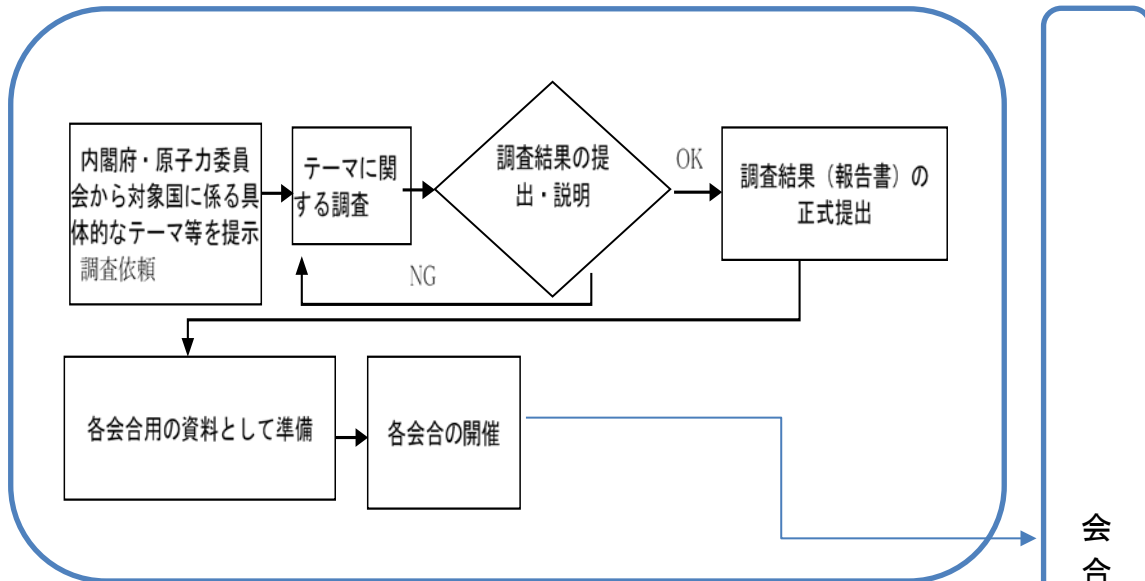 内閣府・原子力委員
会から対象国に係る具
体的なテーマ等を提示
調査依頼
テーマに関
する調査
調査結果の提
出・説明
OK
調査結果（報告書）の
正式提出
NG
各会合用の資料として準備
各会合の開催
会
合